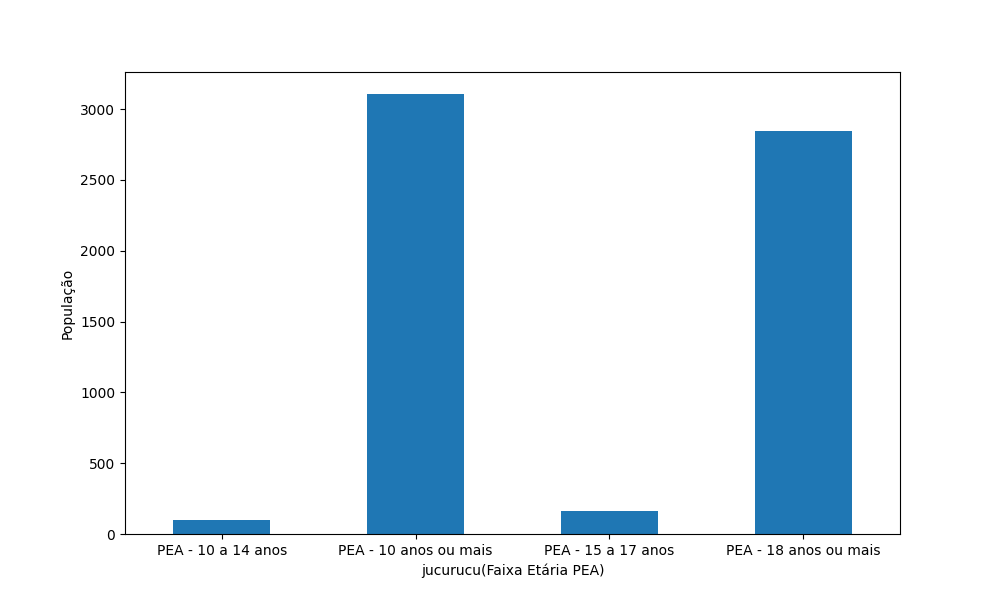 3000
2500
2000
1500
1000
500
0
População
PEA - 10 a 14 anos
PEA - 10 anos ou mais
PEA - 15 a 17 anos
PEA - 18 anos ou mais
jucurucu(Faixa Etária PEA)